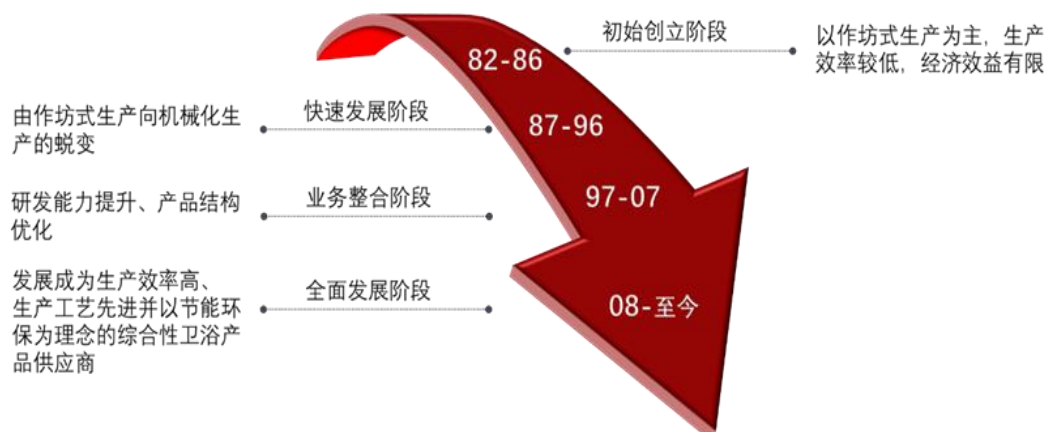 初始创立阶段
以作坊式生产为主，生产
效率较低，经济效益有限
82-86
快速发展阶段
由作坊式生产向机械化生
产的蜕变
87-96
业务整合阶段
研发能力提升、产品结构
优化
97-07
全面发展阶段
发展成为生产效率高、
生产工艺先进并以节能环
保为理念的综合性卫浴产
品供应商
08-至今